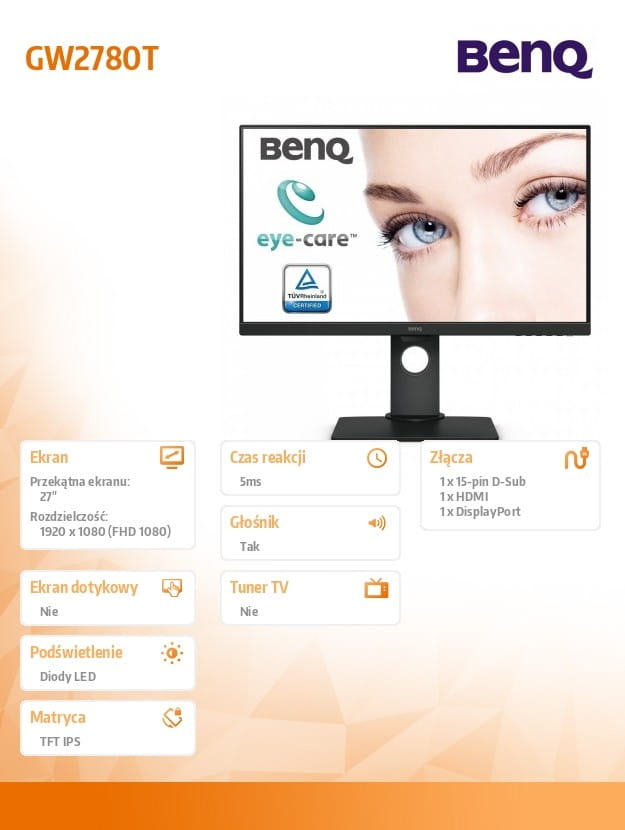 GW2780T
BenQ
BenQ
eye-care™
TÜVRheinland
CERTIFIED
BenQ
Ekran
Przekątna ekranu:
27"
Rozdzielczość:
1920 x 1080 (FHD 1080)
Czas reakcji
5ms
Złącza
1 x 15-pin D-Sub
1 x HDMI
1 x DisplayPort
Głośnik
Tak
Ekran dotykowy
Nie
Tuner TV
Nie
Podświetlenie
Diody LED
Matryca
TFT IPS